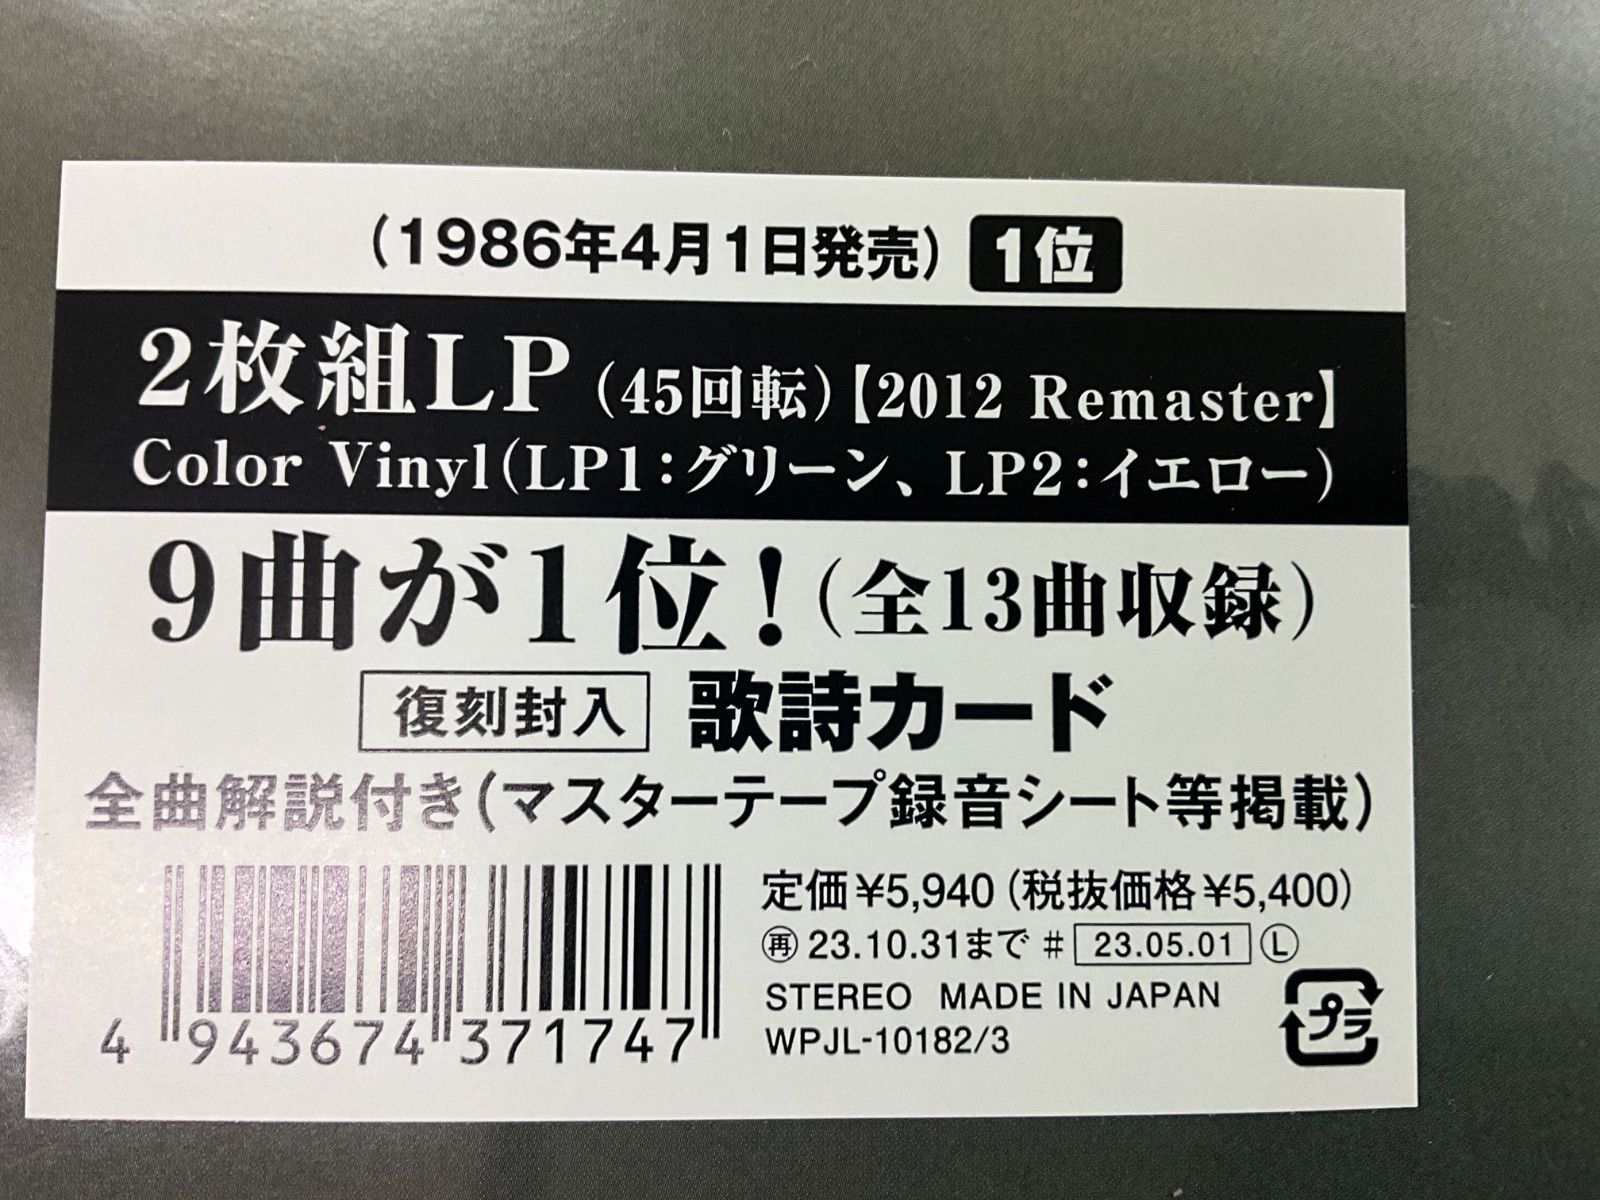 (1986年4月1日発売) 1位
2枚組LP (45回転)【2012 Remaster】
Color Vinyl(LP1:グリーン、LP2:イエロー)
9曲が1位!(全13曲収録)
復刻封入 歌詩カード
全曲解説付き(マスターテープ録音シート等掲載)
定価¥5,940(税抜価格¥5,400)
㊢23.10.31まで # 23.05.01 Ⓛ
STEREO MADE IN JAPAN
WPJL-10182/3
プラ
4 943674 371747